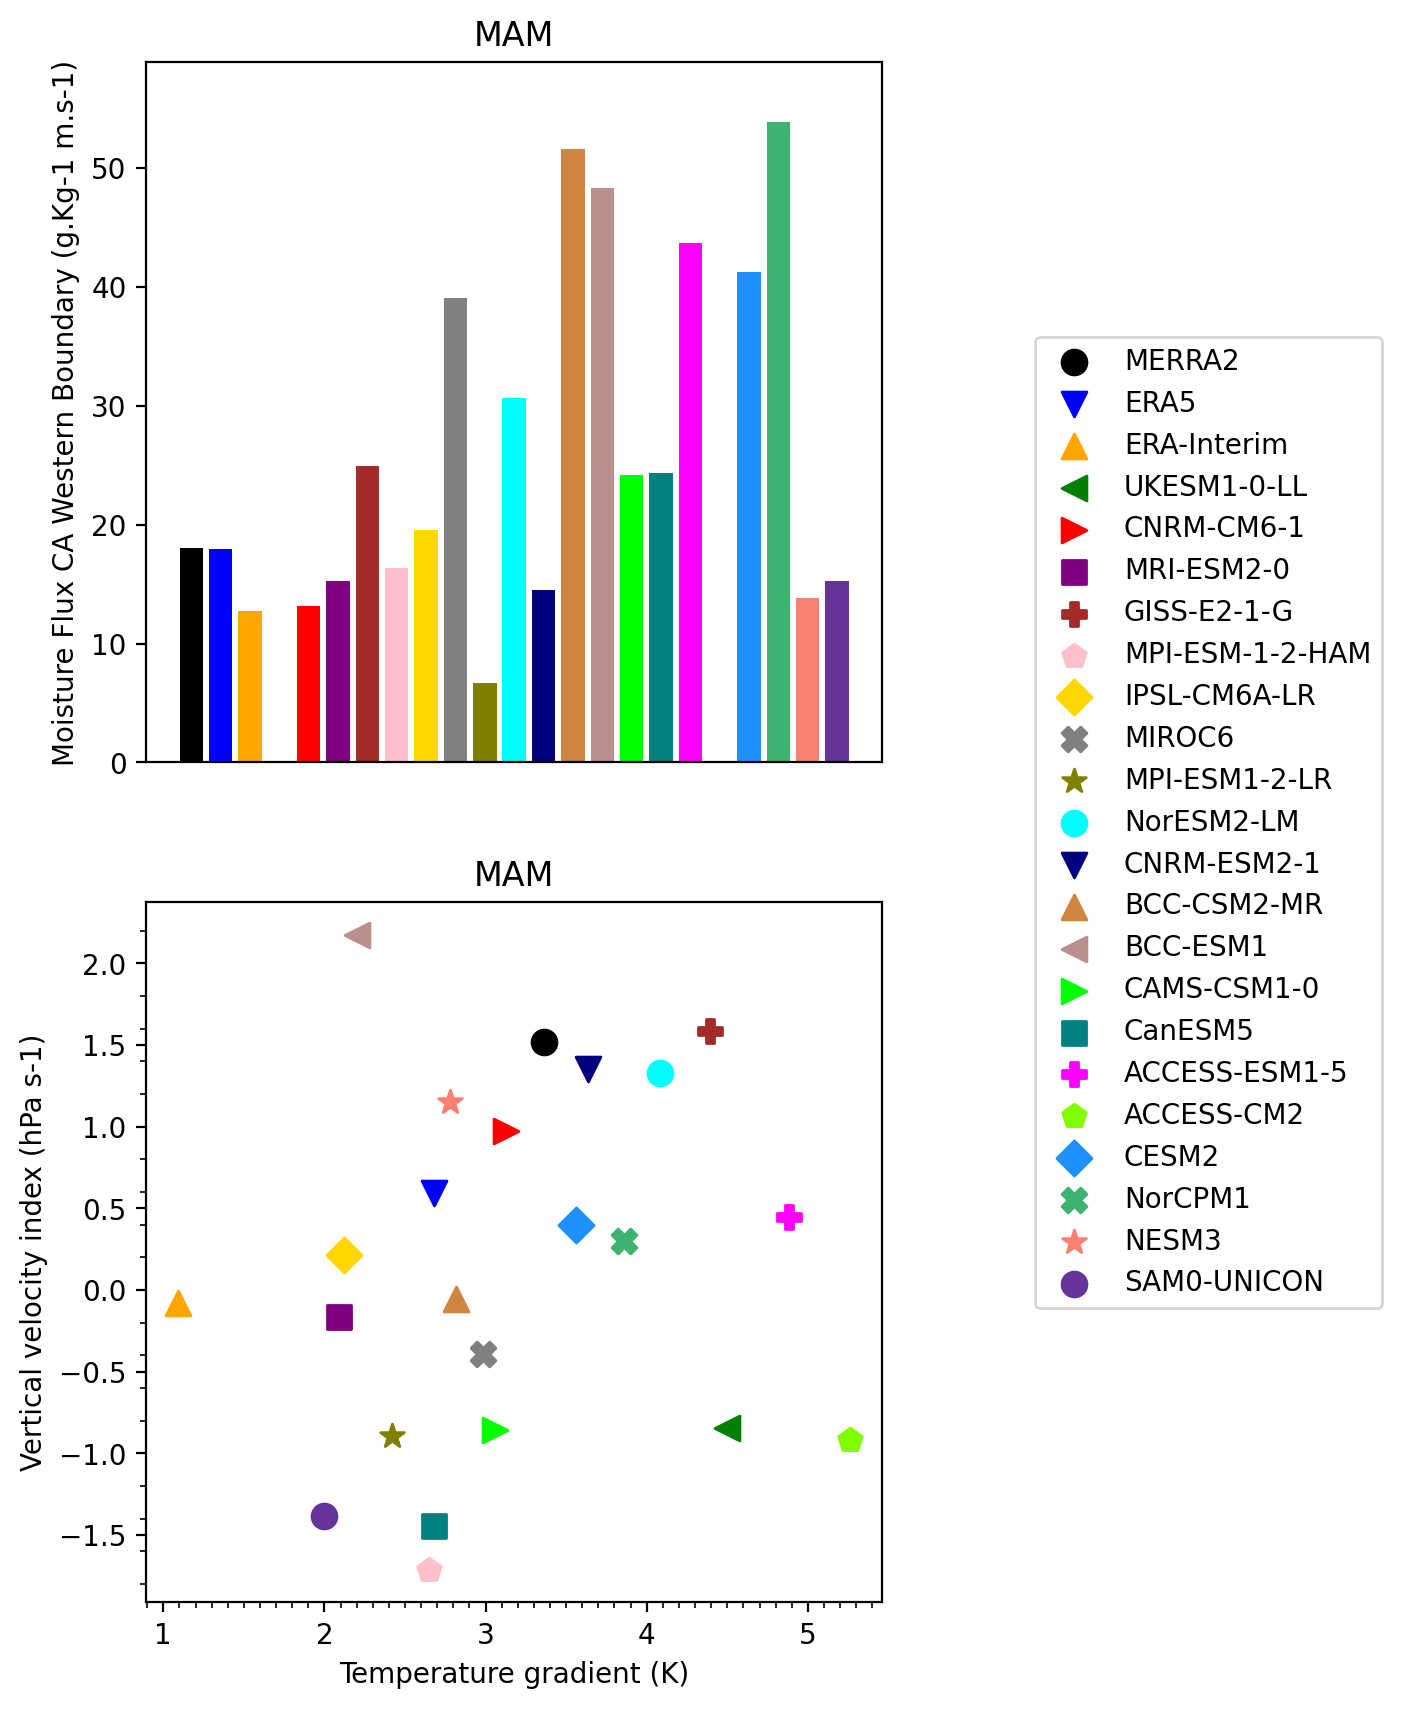 MAM
Moisture Flux CA Western Boundary (g.Kg-1 m.s-1)
50
40
30
20
10
0
MAM
Vertical velocity index (hPa s-1)
2.0
1.5
1.0
0.5
0.0
−0.5
−1.0
−1.5
1 2 3 4 5
Temperature gradient (K)
MERRA2
ERA5
ERA-Interim
UKESM1-0-LL
CNRM-CM6-1
MRI-ESM2-0
GISS-E2-1-G
MPI-ESM-1-2-HAM
IPSL-CM6A-LR
MIROC6
MPI-ESM1-2-LR
NorESM2-LM
CNRM-ESM2-1
BCC-CSM2-MR
BCC-ESM1
CAMS-CSM1-0
CanESM5
ACCESS-ESM1-5
ACCESS-CM2
CESM2
NorCPM1
NESM3
SAM0-UNICON